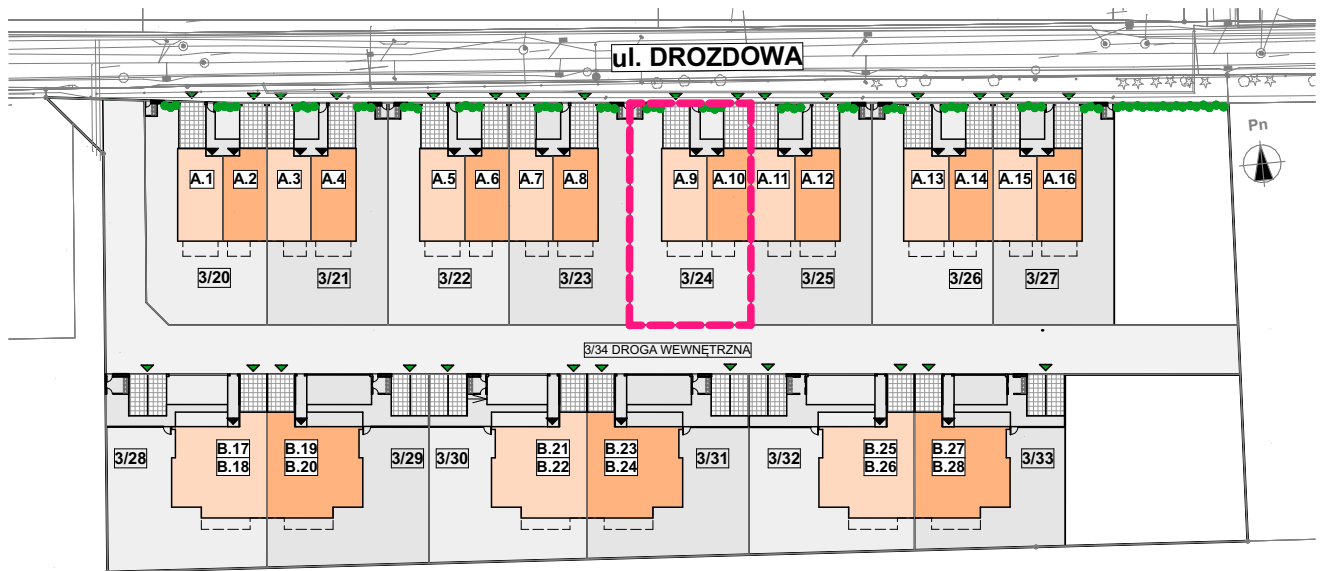 ul. DROZDOWA
Pn
A.1 A.2 A.3 A.4 A.5 A.6 A.7 A.8 A.9 A.10 A.11 A.12 A.13 A.14 A.15 A.16
3/20 3/21 3/22 3/23 3/24 3/25 3/26 3/27
3/34 DROGA WEWNĘTRZNA
B.17 B.19 B.21 B.23 B.25 B.27
3/28 3/29 3/30 3/31 3/32 3/33
B.18 B.20 B.22 B.24 B.26 B.28